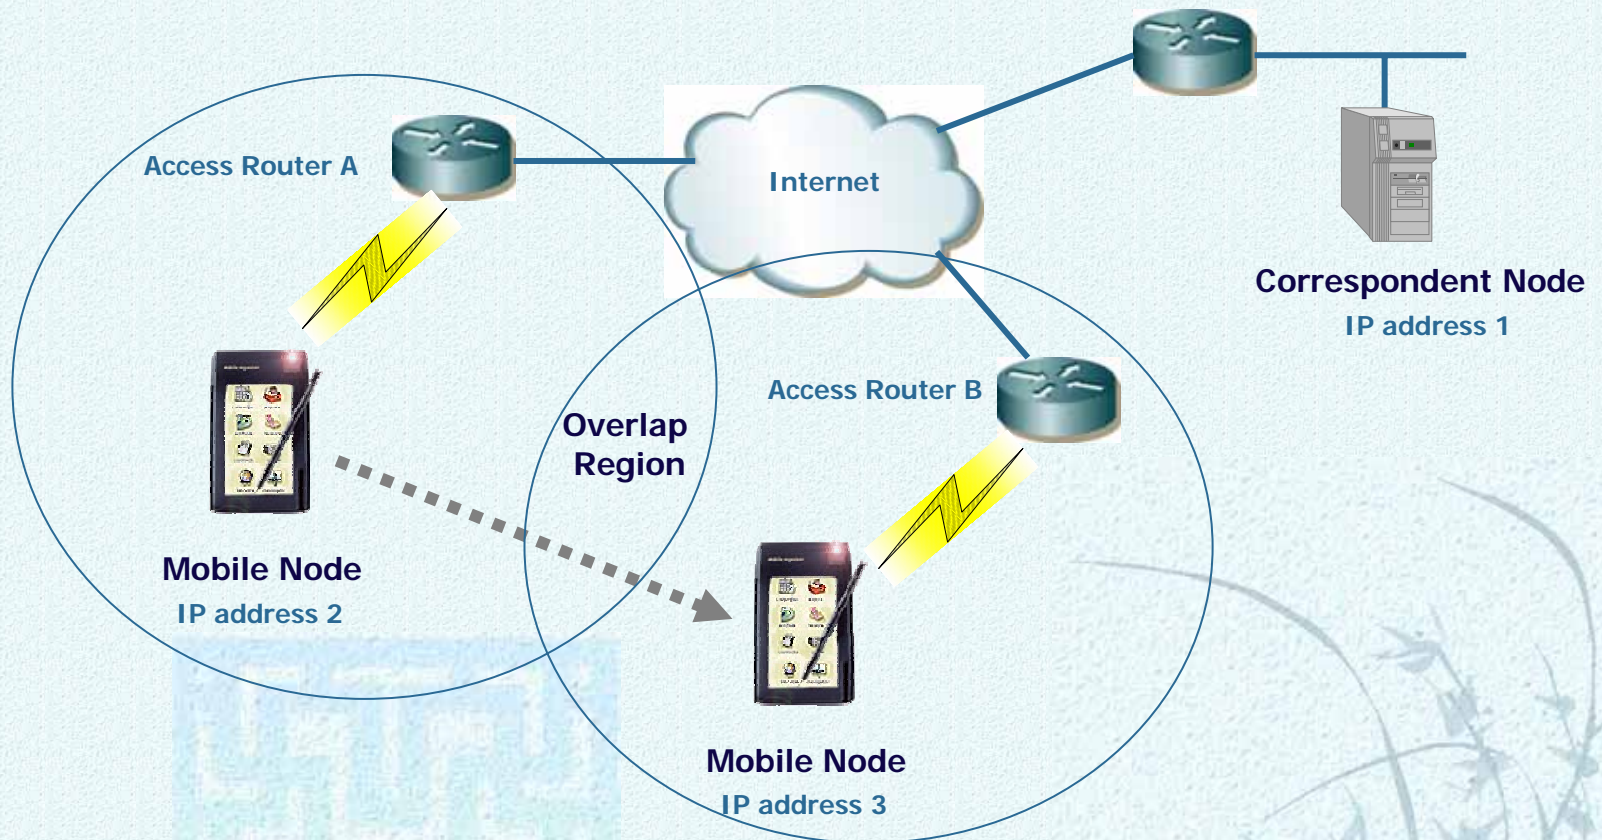 Access Router A
Internet
Correspondent Node
IP address 1
Access Router B
Overlap
Region
Mobile Node
IP address 2
Mobile Node
IP address 3